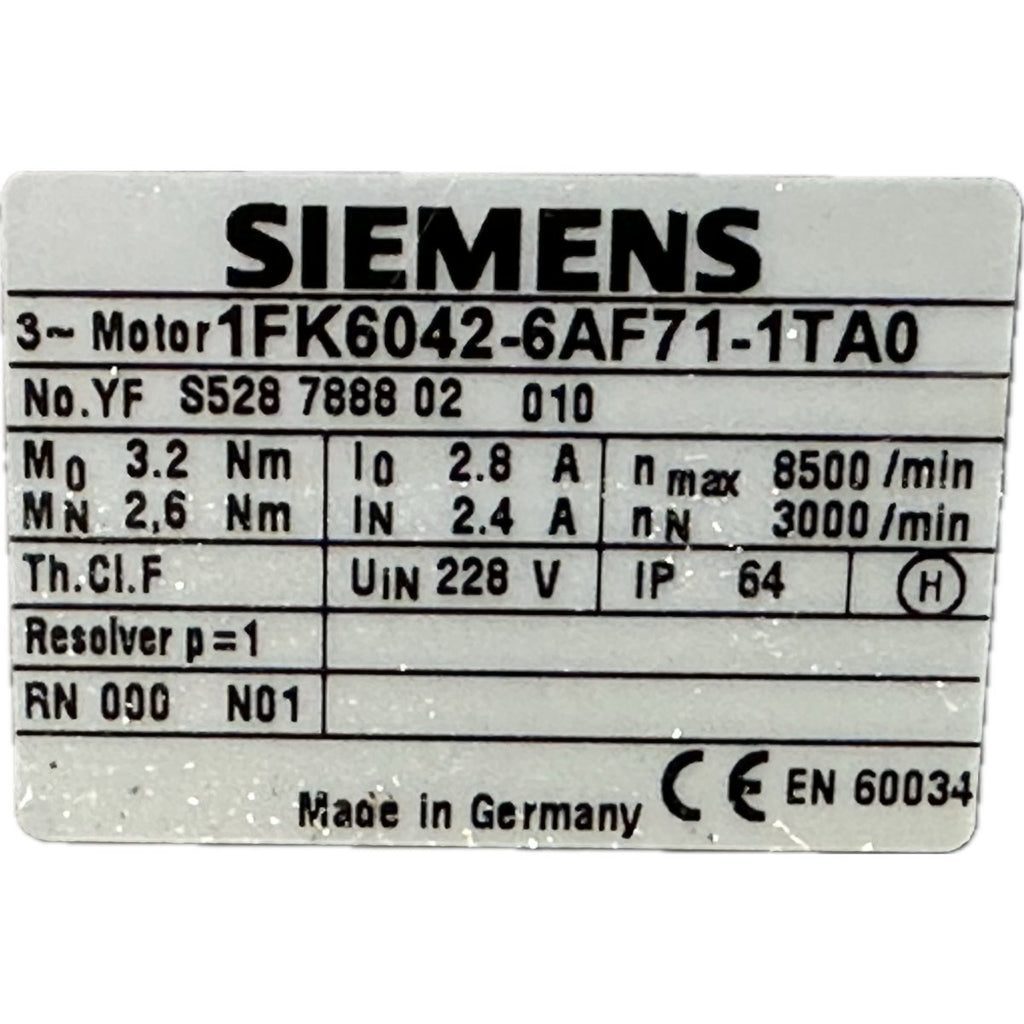 SIEMENS
3~ Motor 1FK6042-6AF71-1TA0
No.YF S528 7888 02 010
M0 3.2 Nm I0 2.8 A n max 8500 /min
MN 2,6 Nm IN 2.4 A nN 3000 /min
Th.Cl.F UIN 228 V IP 64 H
Resolver p=1
RN 000 N01
Made in Germany CE EN 60034